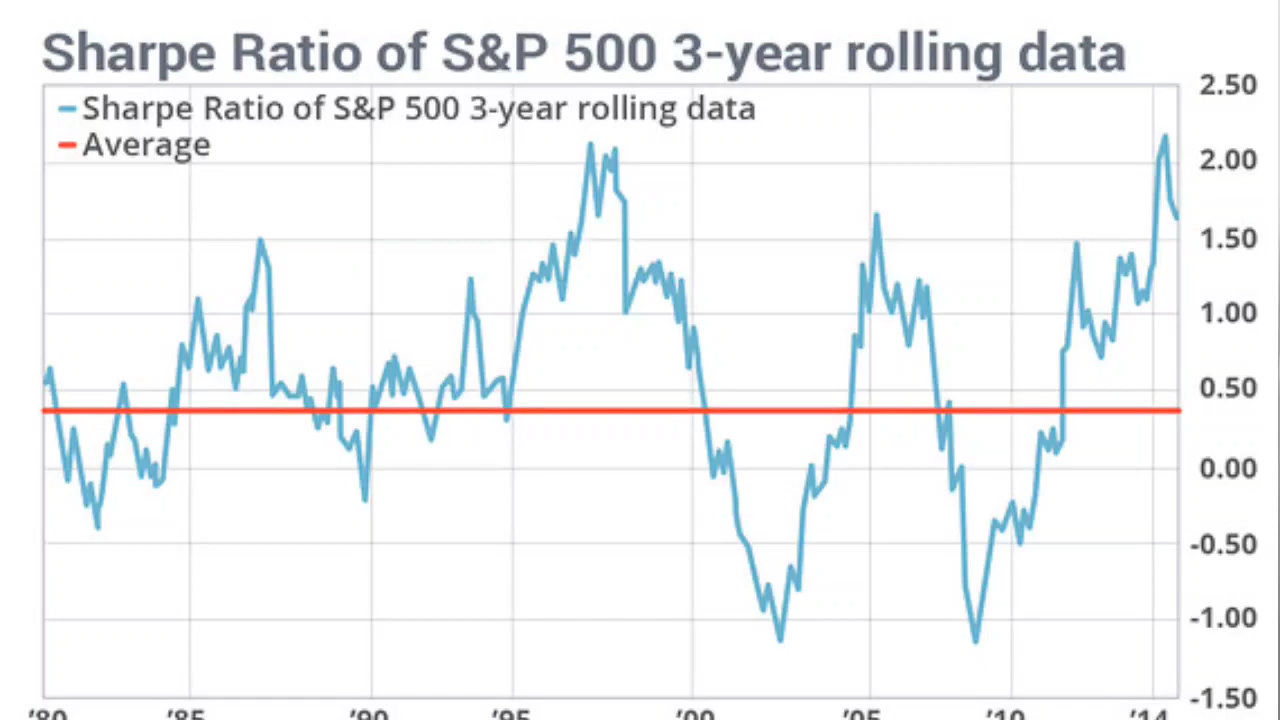 Sharpe Ratio of S&P 500 3-year rolling data
Sharpe Ratio of S&P 500 3-year rolling data
Average
2.50
2.00
1.50
1.00
0.50
0.00
-0.50
-1.00
-1.50
'80 '85 '90 '95 '00 '05 '10 '14